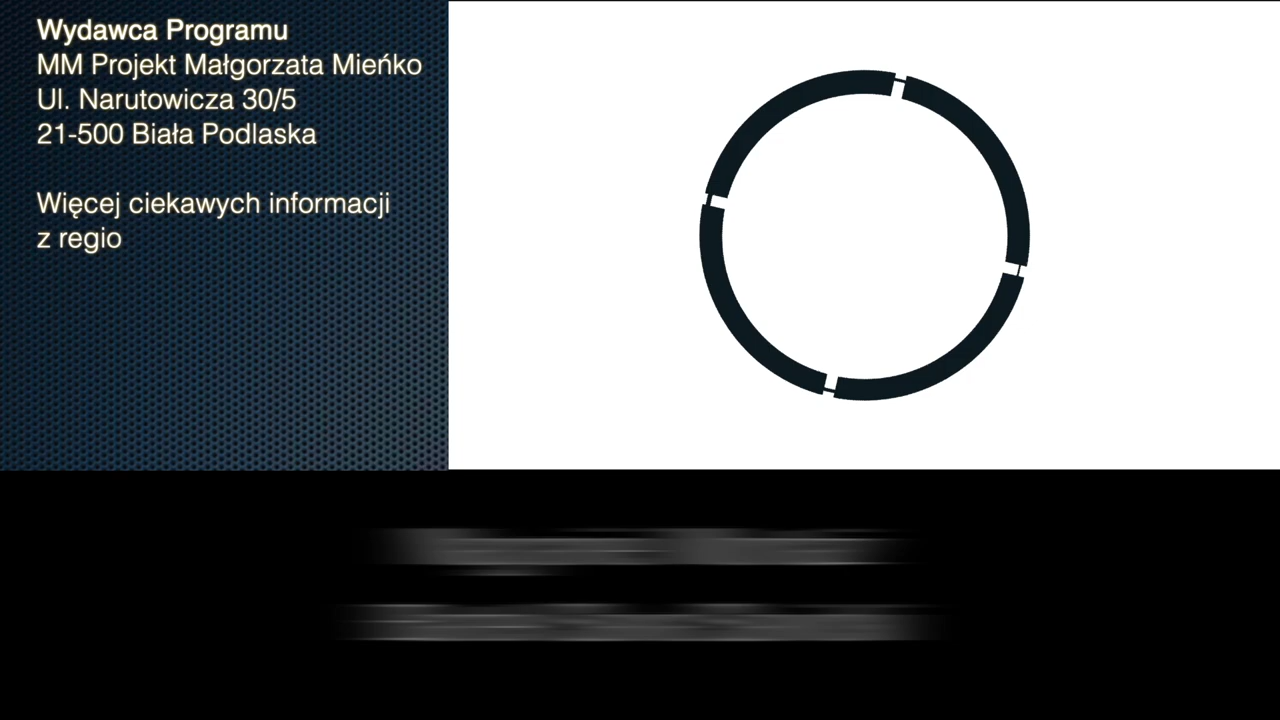 Wydawca Programu
MM Projekt Małgorzata Mieńko
Ul. Narutowicza 30/5
21-500 Biała Podlaska
Więcej ciekawych informacji
z regio